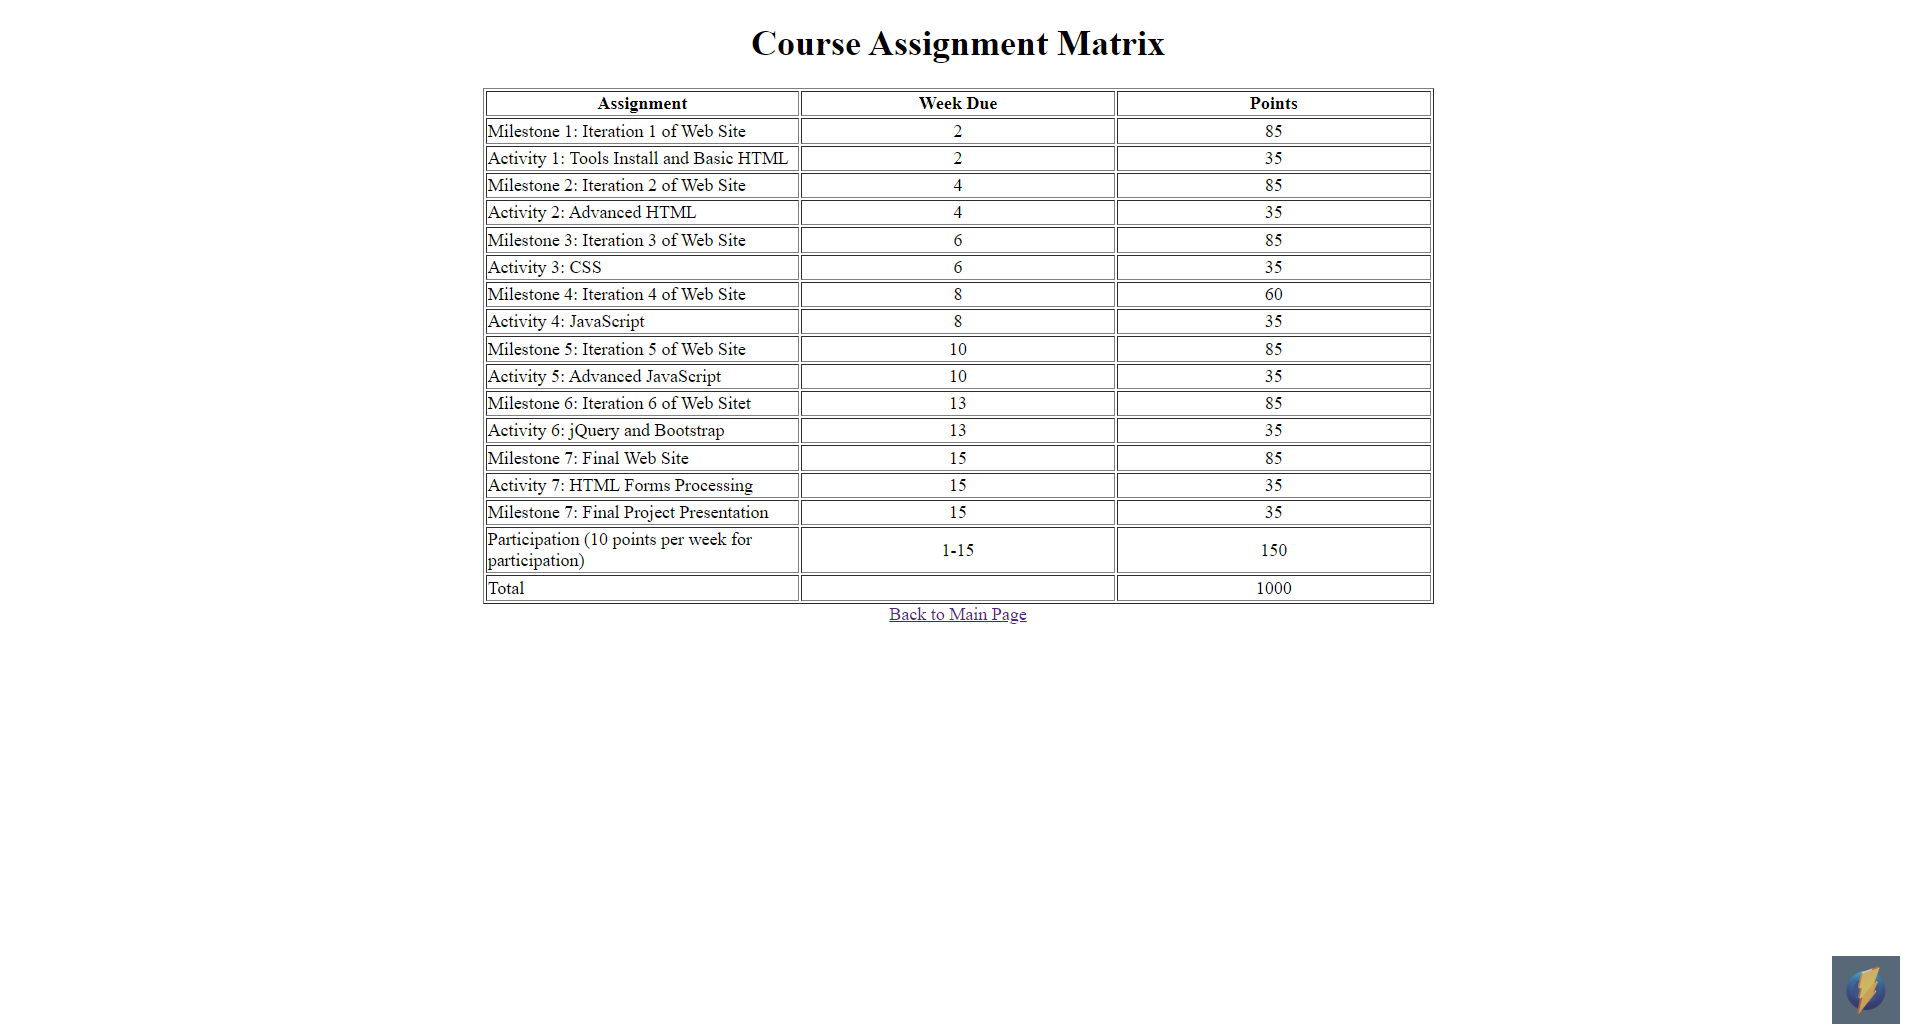 Course Assignment Matrix
Assignment Week Due Points
Milestone 1: Iteration 1 of Web Site 2 85
Activity 1: Tools Install and Basic HTML 2 35
Milestone 2: Iteration 2 of Web Site 4 85
Activity 2: Advanced HTML 4 35
Milestone 3: Iteration 3 of Web Site 6 85
Activity 3: CSS 6 35
Milestone 4: Iteration 4 of Web Site 8 60
Activity 4: JavaScript 8 35
Milestone 5: Iteration 5 of Web Site 10 85
Activity 5: Advanced JavaScript 10 35
Milestone 6: Iteration 6 of Web Sitet 13 85
Activity 6: jQuery and Bootstrap 13 35
Milestone 7: Final Web Site 15 85
Activity 7: HTML Forms Processing 15 35
Milestone 7: Final Project Presentation 15 35
Participation (10 points per week for
participation) 1-15 150
Total 1000
Back to Main Page